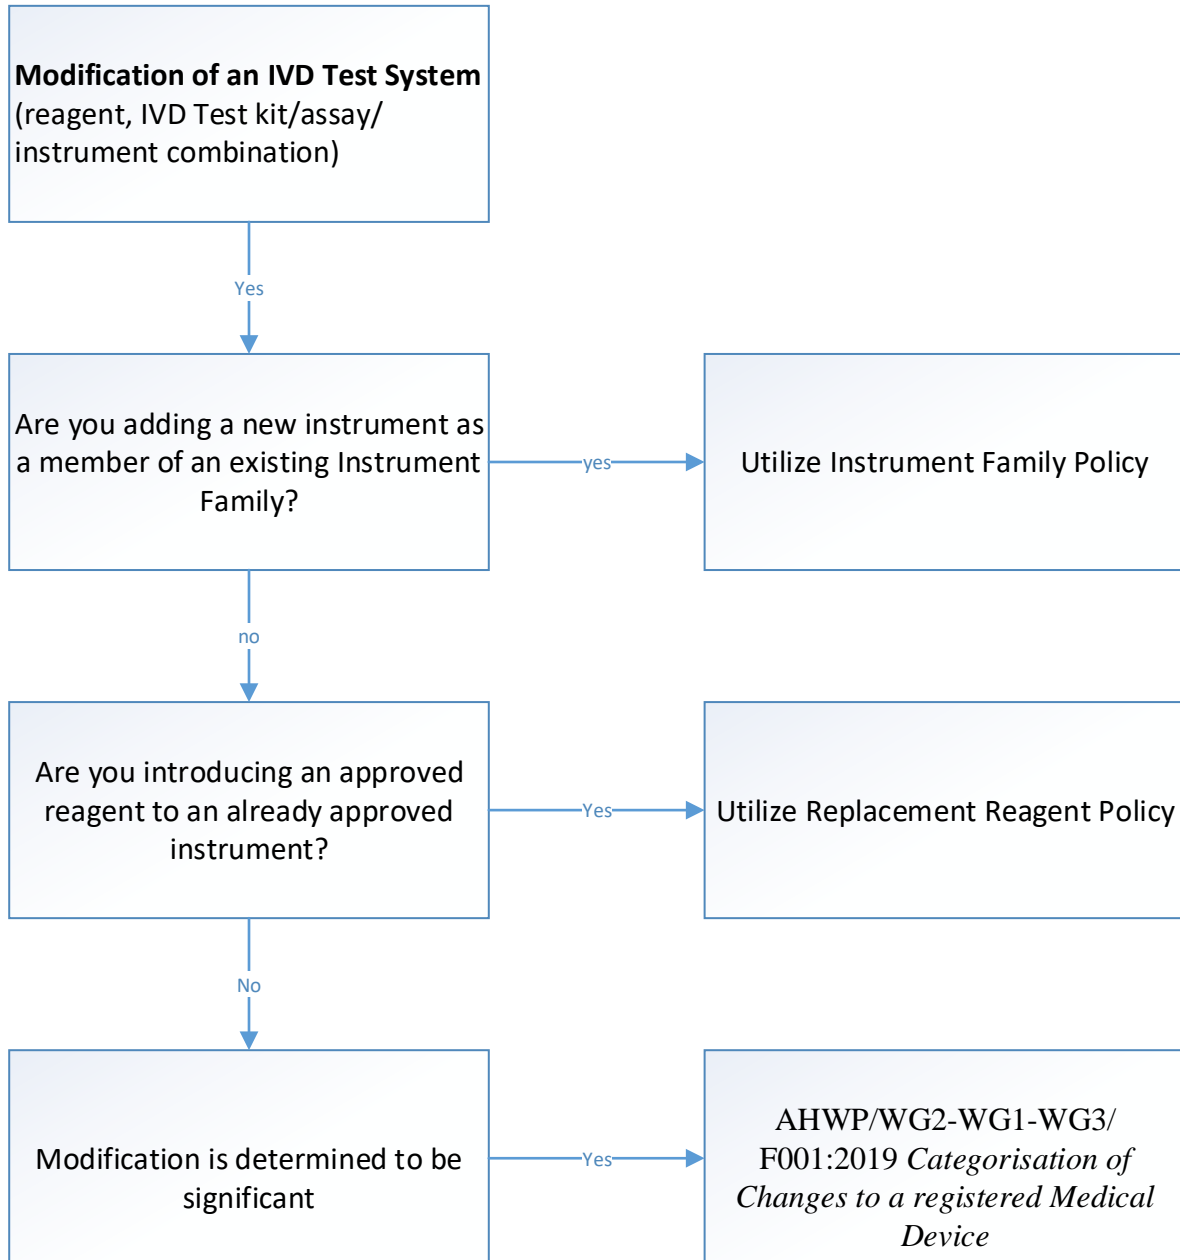 Modification of an IVD Test System
(reagent, IVD Test kit/assay/
instrument combination)
Yes
Are you adding a new instrument as
a member of an existing Instrument
Family?
yes
Utilize Instrument Family Policy
no
Are you introducing an approved
reagent to an already approved
instrument?
Yes
Utilize Replacement Reagent Policy
No
Modification is determined to be
significant
Yes
AHWP/WG2-WG1-WG3/
F001:2019 Categorisation of
Changes to a registered Medical
Device